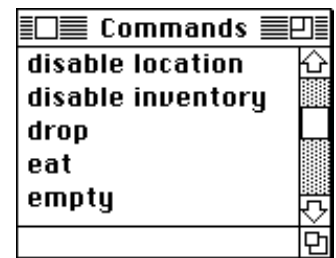 Commands
disable location
disable inventory
drop
eat
empty